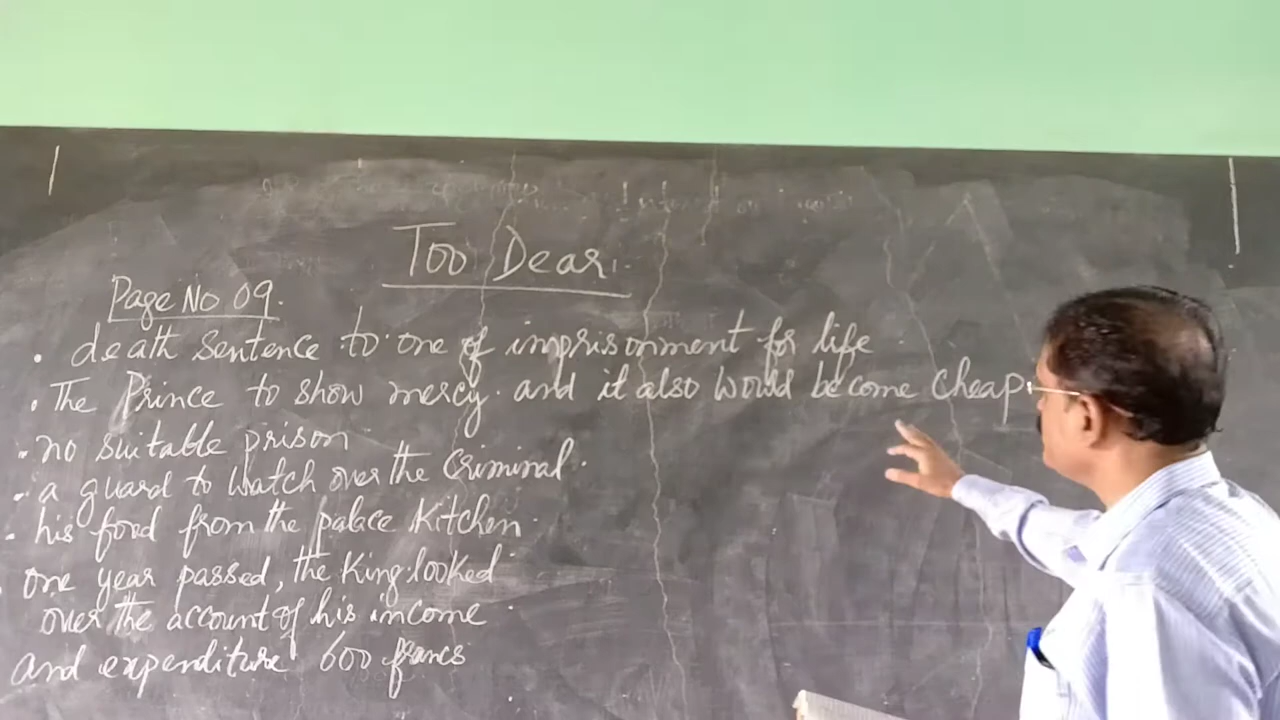 Too Dear.
Page No 09.
. death sentence to one of imprisonment for life
. The Prince to show mercy. and it also would become cheap
. no suitable prison.
. a guard to watch over the criminal.
. his food from the palace kitchen.
. one year passed, the King looked
over the account of his income
and expenditure 600 francs